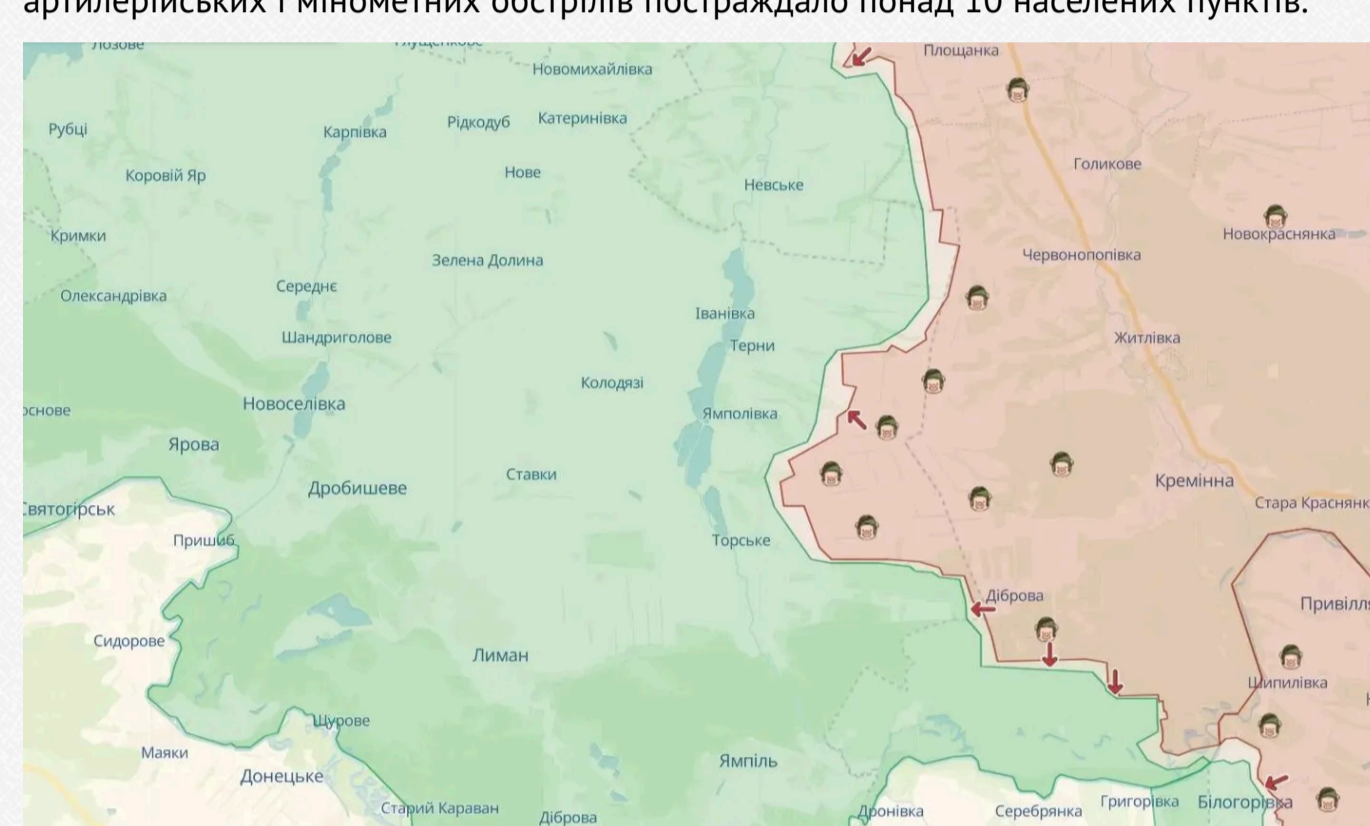 артилерійських і мінометних обстрілів постраждало понад 10 населених пунктів.
Лозове
Глущенкове
Площанка
Новомихайлівка
Рідкодуб
Катеринівка
Рубці
Карпівка
Голикове
Коровій Яр
Нове
Невське
Кримки
Новокраснянка
Зелена Долина
Червонопопівка
Середнє
Олександрівка
Іванівка
Шандриголове
Терни
Житлівка
Колодязі
Новоселівка
Ямполівка
Ярова
Ставки
Кремінна
Дробишеве
Стара Краснянк
Святогірськ
Пришиб
Торське
Діброва
Привілл
Сидорове
Лиман
Шипилівка
Щурове
Маяки
Ямпіль
Донецьке
Старий Караван
Діброва
Дронівка
Серебрянка
Григорівка
Білогорівка